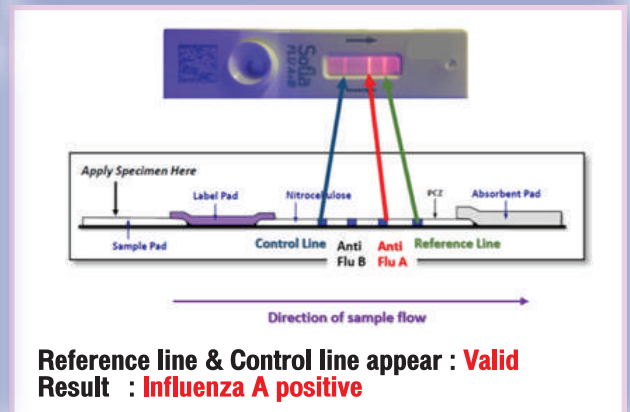 Sofia
FLU A+B
Apply Specimen Here
Label Pad
Nitrocellulose
PCZ
Absorbent Pad
Sample Pad
Control Line
Anti
Flu B
Anti
Flu A
Reference Line
Direction of sample flow
Reference line & Control line appear : Valid
Result : Influenza A positive